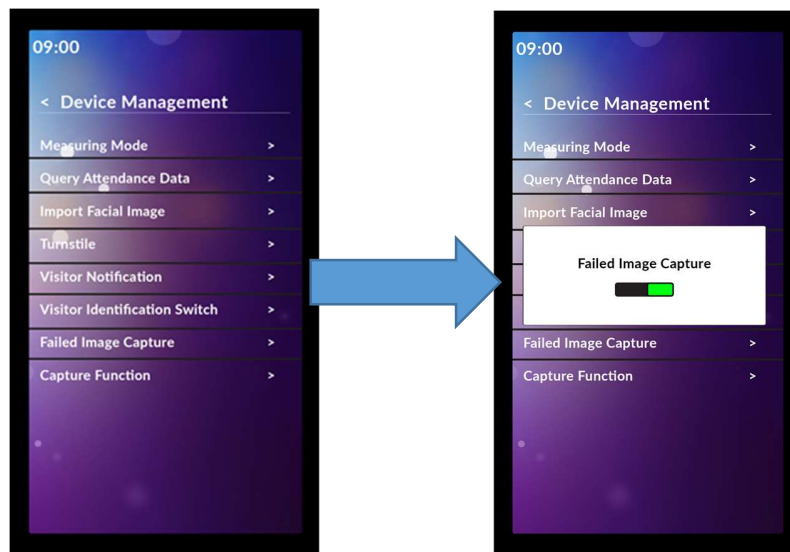 09:00
< Device Management
Measuring Mode >
Query Attendance Data >
Import Facial Image >
Turnstile >
Visitor Notification >
Visitor Identification Switch >
Failed Image Capture >
Capture Function >
09:00
< Device Management
Measuring Mode >
Query Attendance Data >
Import Facial Image >
Failed Image Capture
Failed Image Capture >
Capture Function >